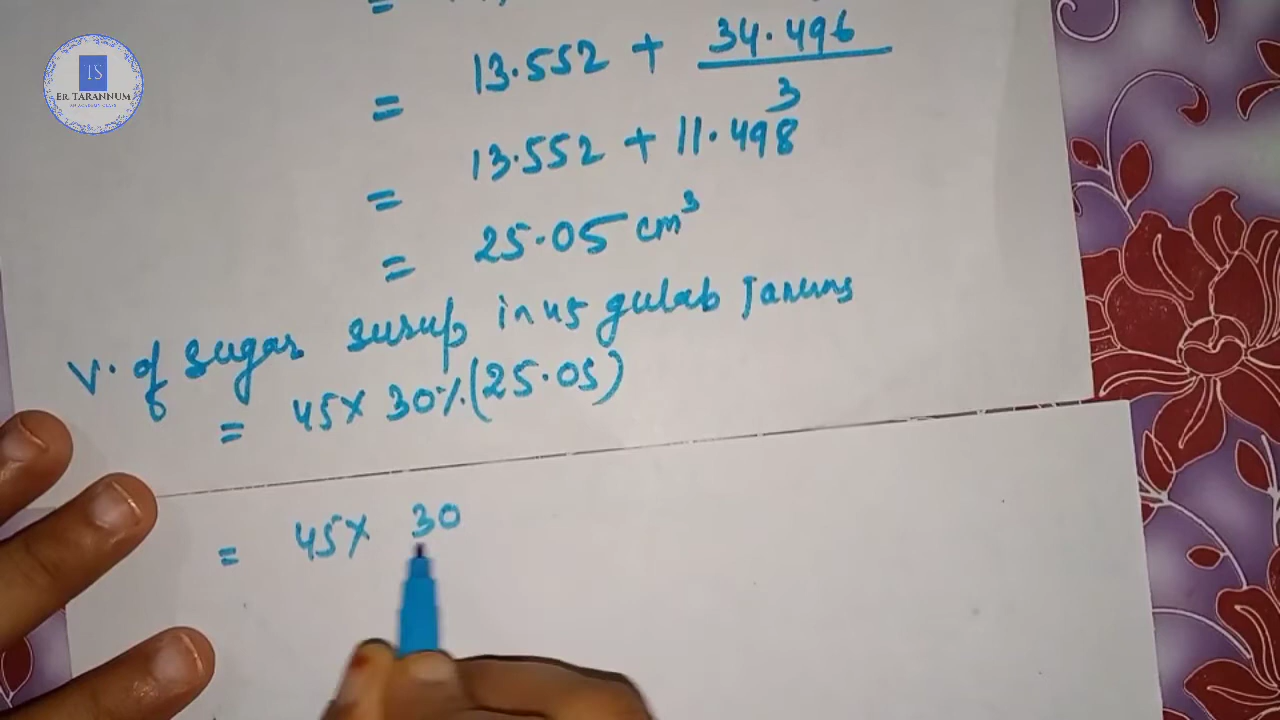 TS
ER TARANNUM
= 13.552 + 34.496
3
= 13.552 + 11.498
= 25.05 cm³
V. of sugar surup in 45 gulab Jamuns
= 45 x 30% (25.05)
= 45 x 30